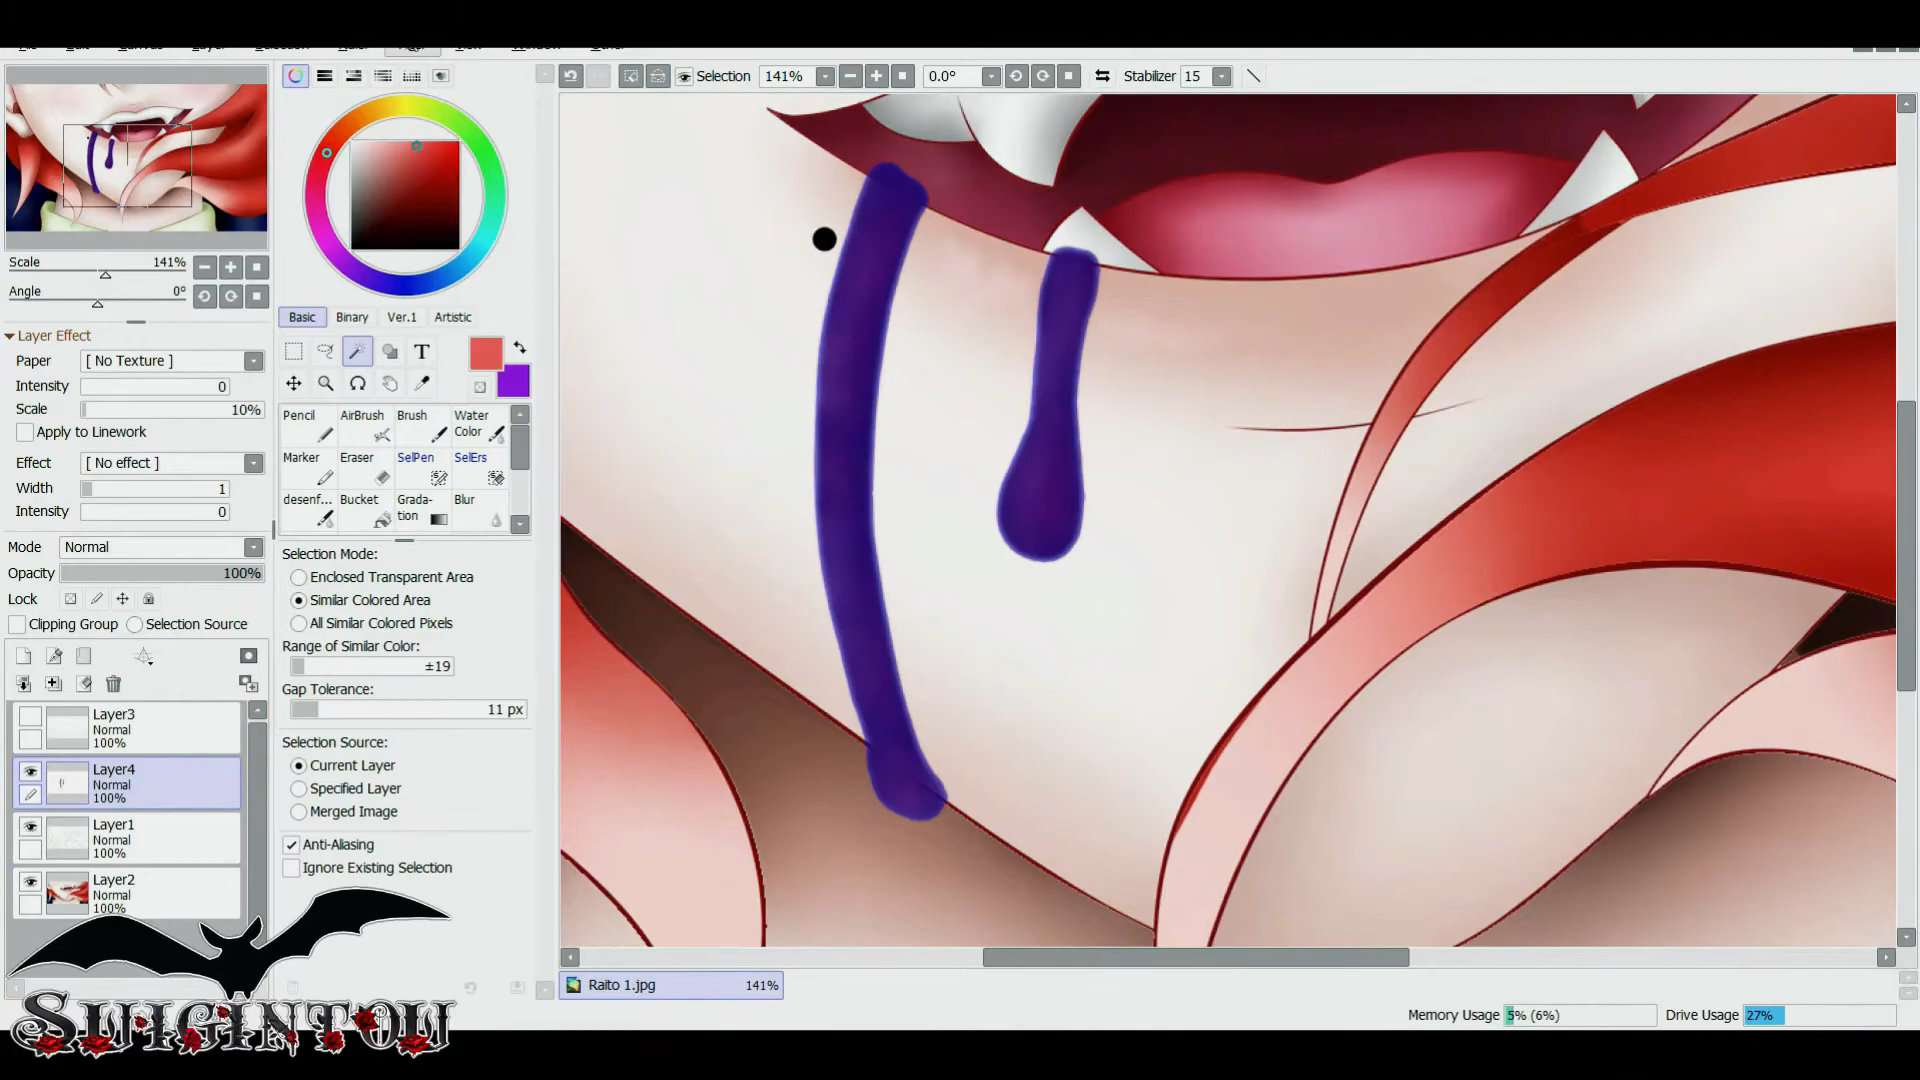 Selection 141% 0.0° Stabilizer 15
Scale 141%
Angle 0°
Layer Effect
Paper [ No Texture ]
Intensity 0
Scale 10%
Apply to Linework
Effect [ No effect ]
Width 1
Intensity 0
Mode Normal
Opacity 100%
Lock
Clipping Group Selection Source
Layer3
Normal
100%
Layer4
Normal
100%
Layer1
Normal
100%
Layer2
Normal
100%
Basic Binary Ver.1 Artistic
T
Pencil AirBrush Brush Water Color
Marker Eraser SelPen SelErs
desenf... Bucket Grada-tion Blur
Selection Mode:
Enclosed Transparent Area
Similar Colored Area
All Similar Colored Pixels
Range of Similar Color:
±19
Gap Tolerance:
11 px
Selection Source:
Current Layer
Specified Layer
Merged Image
Anti-Aliasing
Ignore Existing Selection
Raito 1.jpg 141%
Memory Usage 5% (6%) Drive Usage 27%
SUIGINTOU